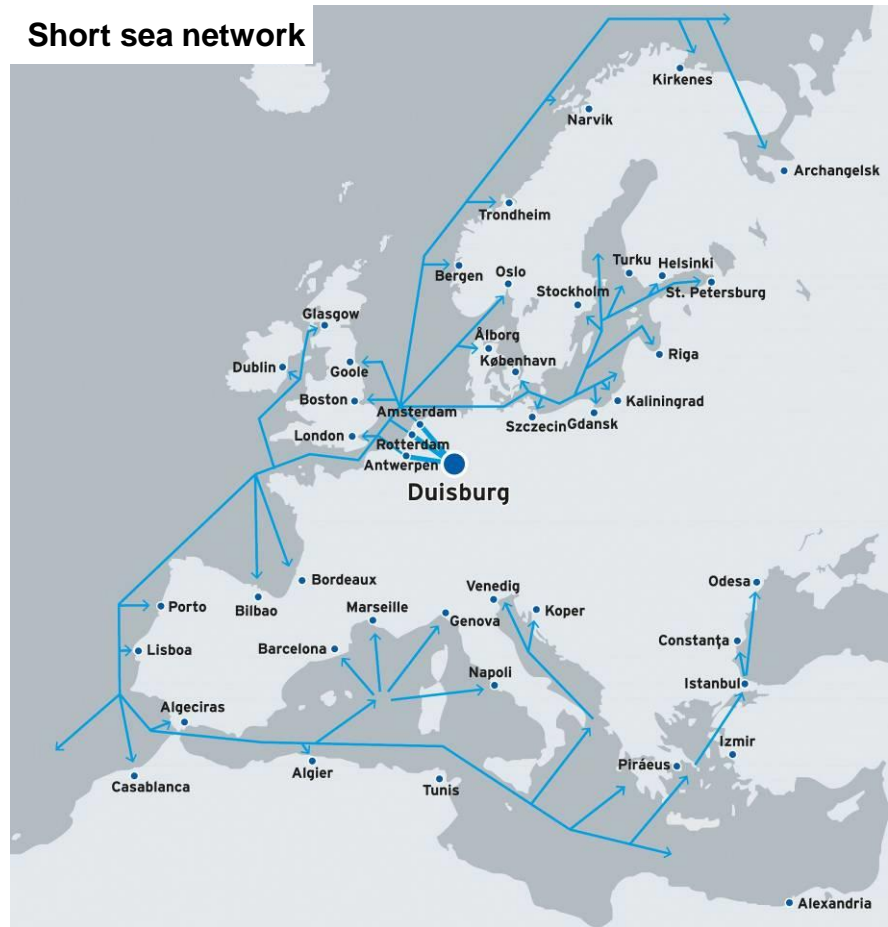 Short sea network
Kirkenes
Narvik
Archangelsk
Trondheim
Turku
Helsinki
Bergen
Oslo
St. Petersburg
Stockholm
Glasgow
Ålborg
Riga
Dublin
Goole
København
Boston
Kaliningrad
Amsterdam
Szczecin
Gdansk
London
Rotterdam
Antwerpen
Duisburg
Bordeaux
Venedig
Odesa
Porto
Bilbao
Marseille
Koper
Genova
Constanţa
Lisboa
Barcelona
Napoli
Istanbul
Algeciras
Izmir
Piráeus
Algier
Casablanca
Tunis
Alexandria